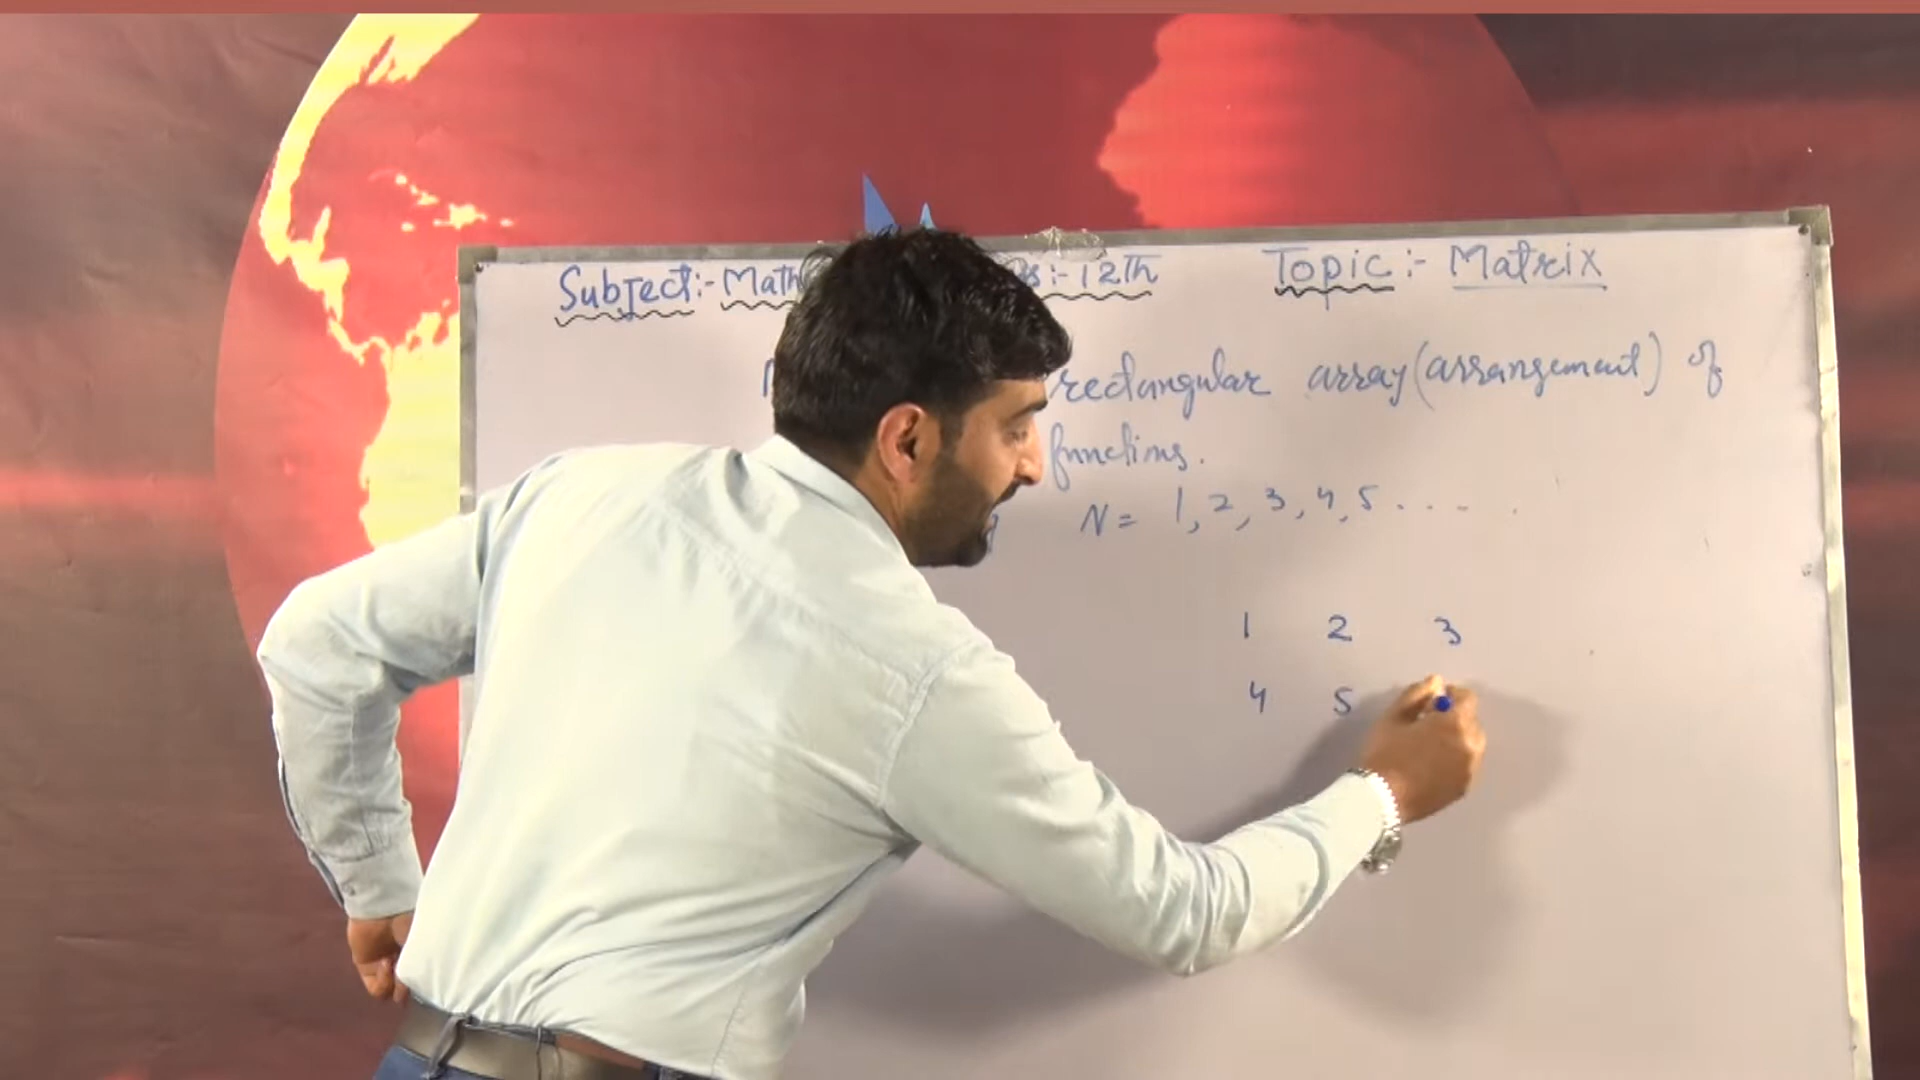 Subject:- Math :- 12Th Topic:- Matrix
rectangular array (arrangement) of
functions.
N = 1, 2, 3, 4, 5 . . . .
1 2 3
4 5